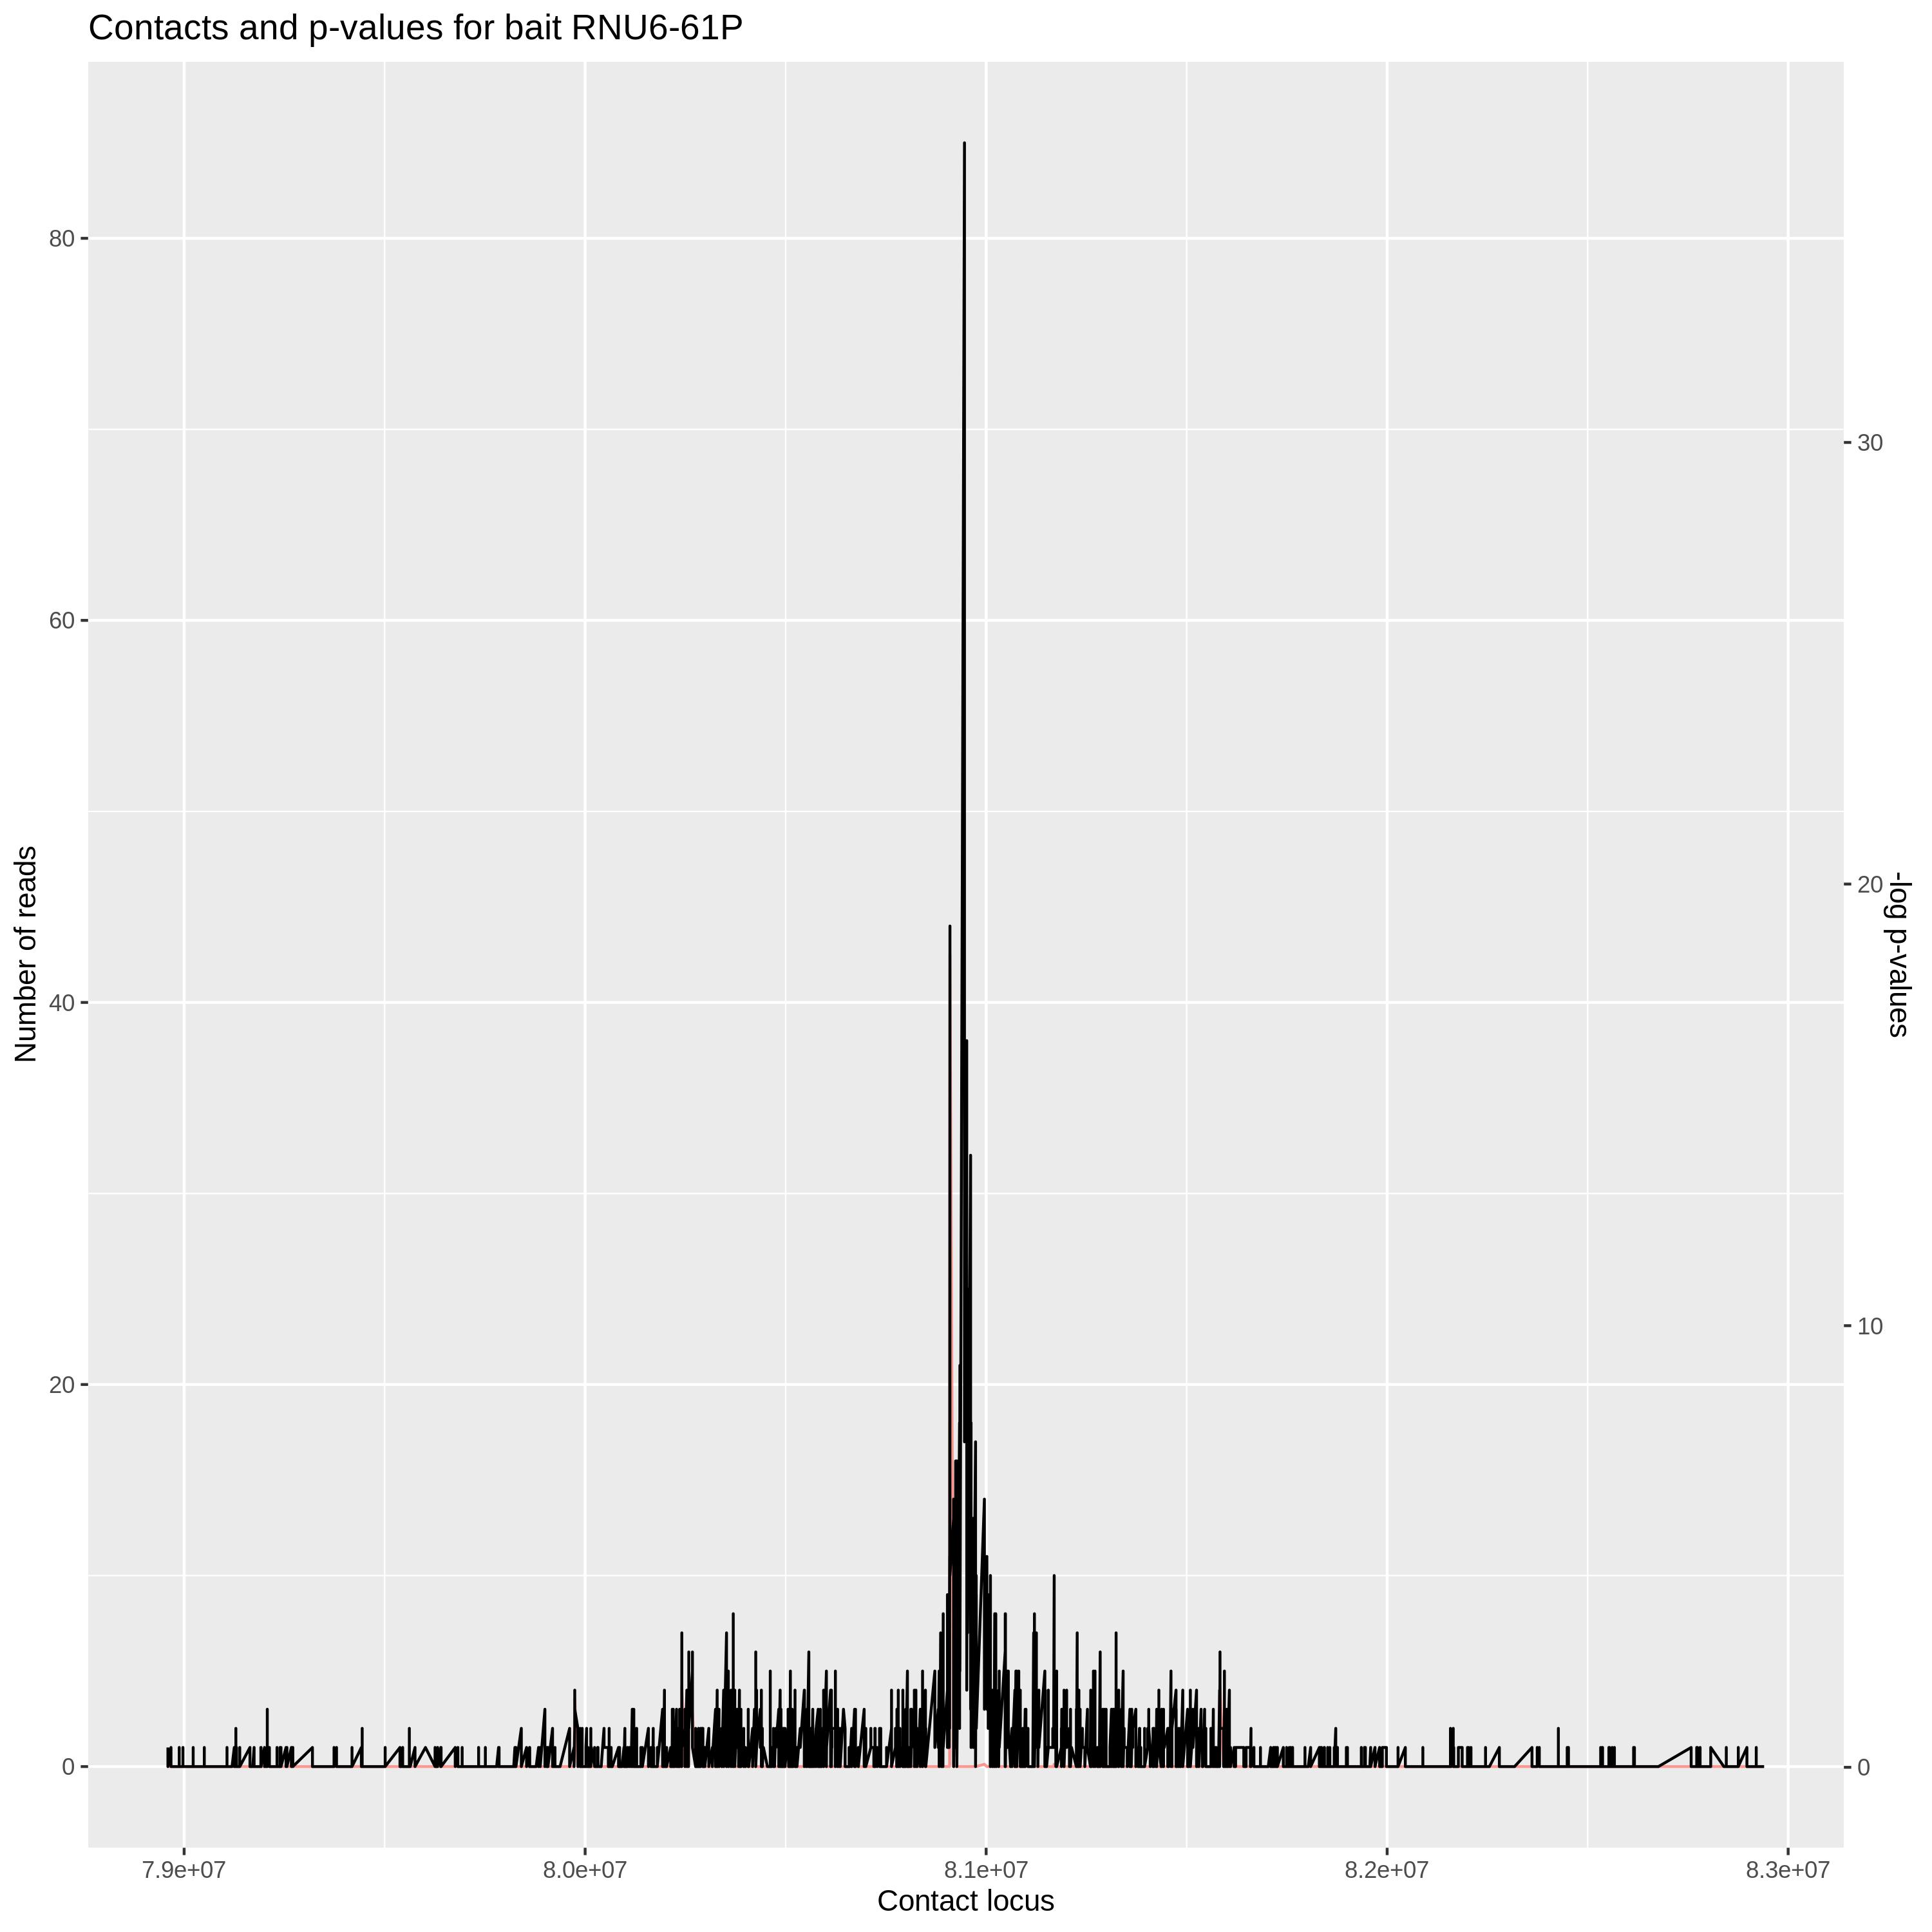 Contacts and p-values for bait RNU6-61P
80
60
40
20
0
Number of reads
30
20
10
0
-log p-values
7.9e+07
8.0e+07
8.1e+07
8.2e+07
8.3e+07
Contact locus